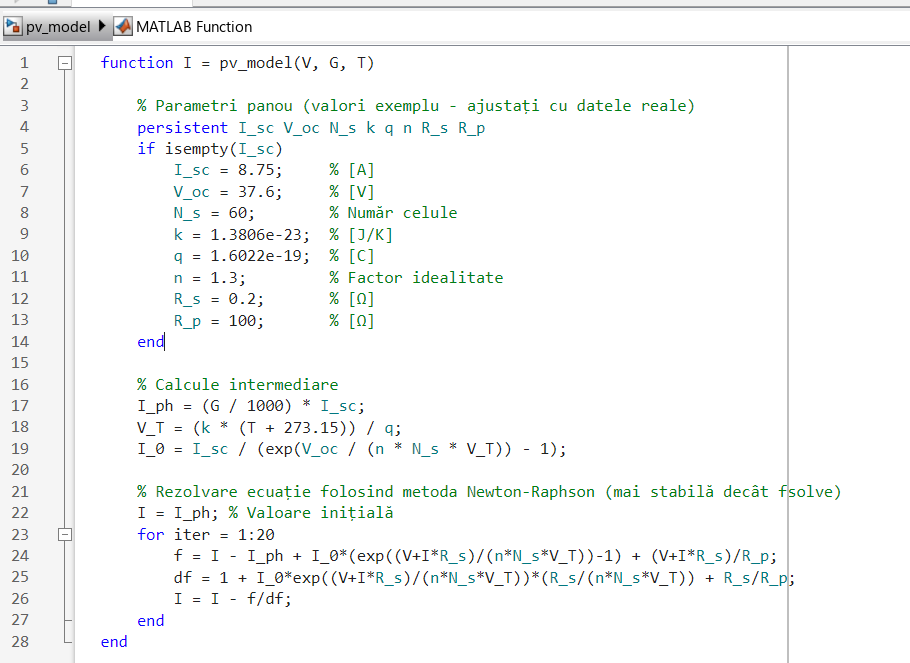 pv_model MATLAB Function
1 function I = pv_model(V, G, T)
2
3 % Parametri panou (valori exemplu - ajustați cu datele reale)
4 persistent I_sc V_oc N_s k q n R_s R_p
5 if isempty(I_sc)
6 I_sc = 8.75; % [A]
7 V_oc = 37.6; % [V]
8 N_s = 60; % Număr celule
9 k = 1.3806e-23; % [J/K]
10 q = 1.6022e-19; % [C]
11 n = 1.3; % Factor idealitate
12 R_s = 0.2; % [Ω]
13 R_p = 100; % [Ω]
14 end
15
16 % Calcule intermediare
17 I_ph = (G / 1000) * I_sc;
18 V_T = (k * (T + 273.15)) / q;
19 I_0 = I_sc / (exp(V_oc / (n * N_s * V_T)) - 1);
20
21 % Rezolvare ecuație folosind metoda Newton-Raphson (mai stabilă decât fsolve)
22 I = I_ph; % Valoare inițială
23 for iter = 1:20
24 f = I - I_ph + I_0*(exp((V+I*R_s)/(n*N_s*V_T))-1) + (V+I*R_s)/R_p;
25 df = 1 + I_0*exp((V+I*R_s)/(n*N_s*V_T))*(R_s/(n*N_s*V_T)) + R_s/R_p;
26 I = I - f/df;
27 end
28 end